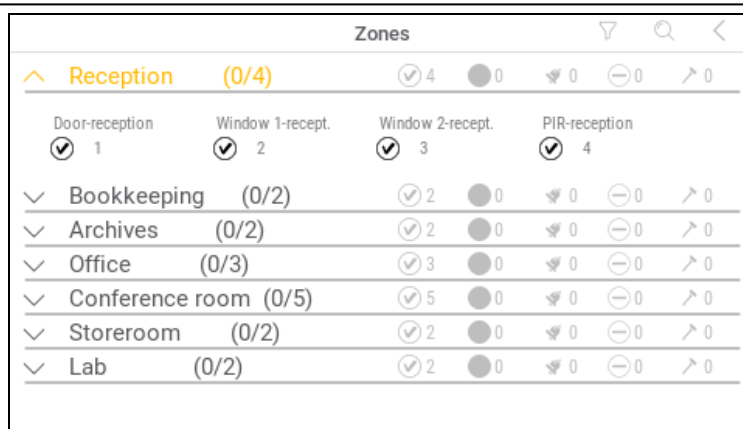 Zones
Reception (0/4) 4 0 0 0 0
Door-reception Window 1-recept. Window 2-recept. PIR-reception
1 2 3 4
Bookkeeping (0/2) 2 0 0 0 0
Archives (0/2) 2 0 0 0 0
Office (0/3) 3 0 0 0 0
Conference room (0/5) 5 0 0 0 0
Storeroom (0/2) 2 0 0 0 0
Lab (0/2) 2 0 0 0 0